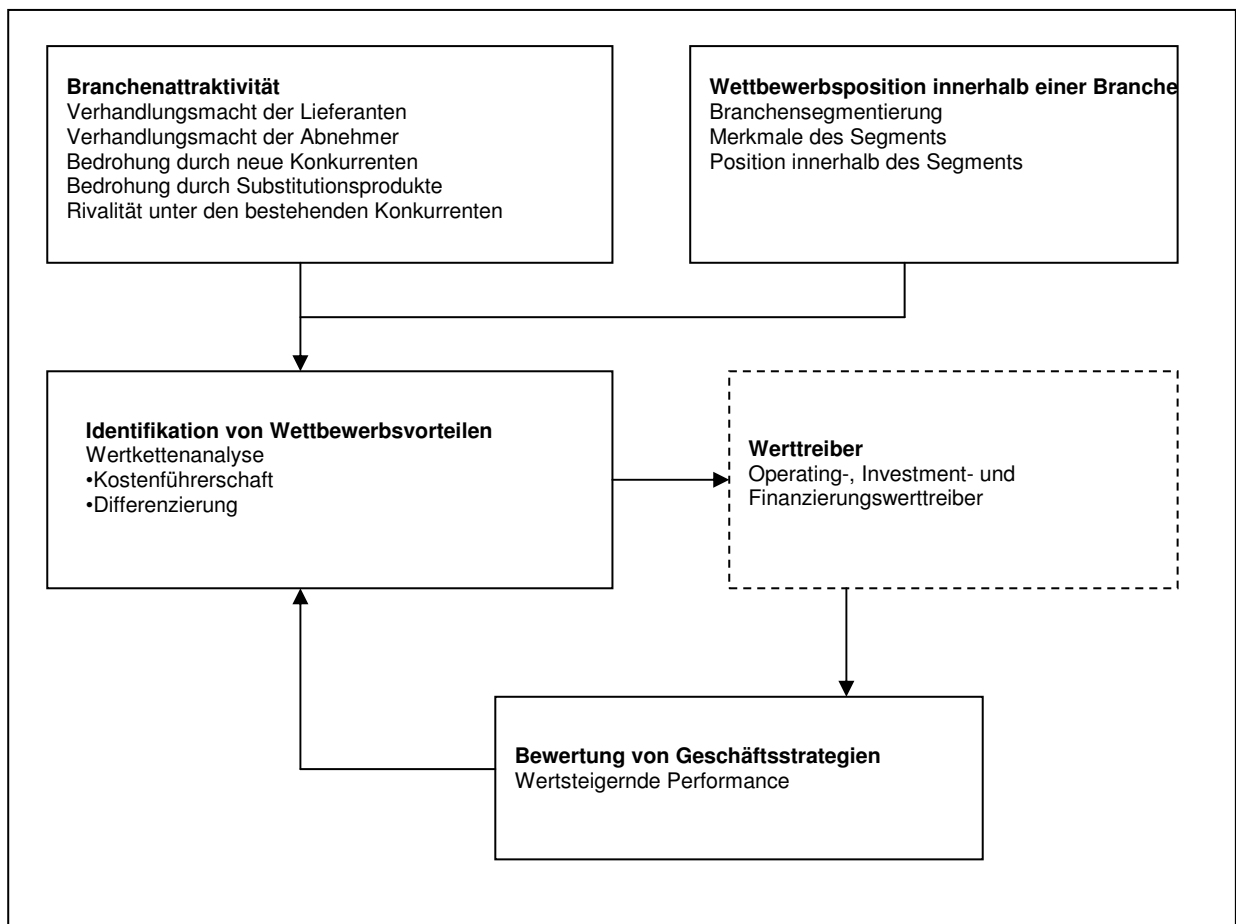 Branchenattraktivität
Verhandlungsmacht der Lieferanten
Verhandlungsmacht der Abnehmer
Bedrohung durch neue Konkurrenten
Bedrohung durch Substitutionsprodukte
Rivalität unter den bestehenden Konkurrenten
Wettbewerbsposition innerhalb einer Branche
Branchensegmentierung
Merkmale des Segments
Position innerhalb des Segments
Identifikation von Wettbewerbsvorteilen
Wertkettenanalyse
•Kostenführerschaft
•Differenzierung
Werttreiber
Operating-, Investment- und
Finanzierungswerttreiber
Bewertung von Geschäftsstrategien
Wertsteigernde Performance